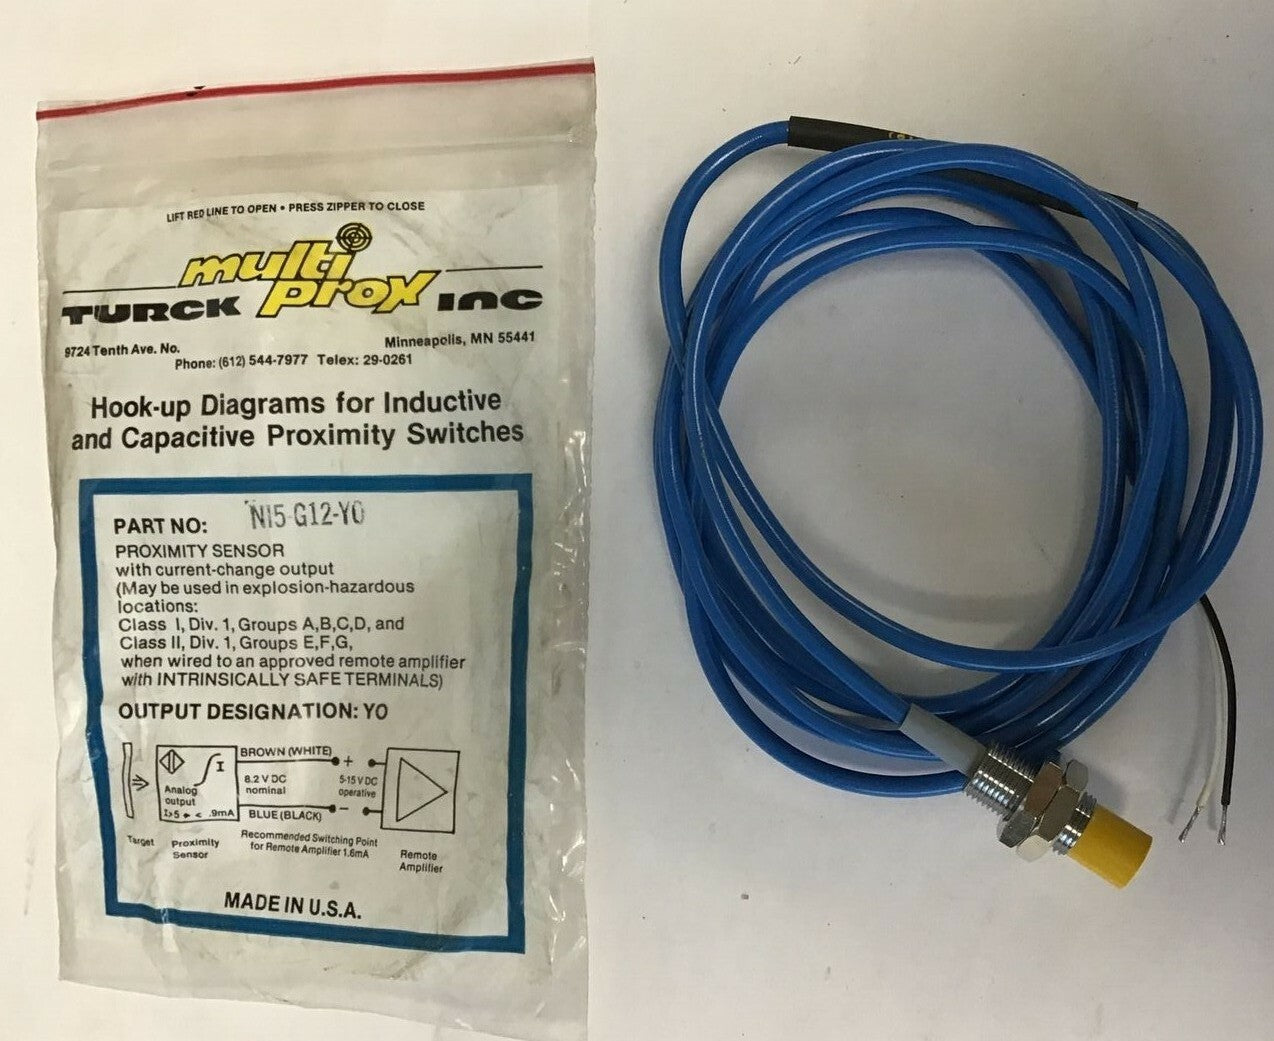 LIFT RED LINE TO OPEN • PRESS ZIPPER TO CLOSE
multi
TURCK prox inc
9724 Tenth Ave. No. Minneapolis, MN 55441
Phone: (612) 544-7977 Telex: 29-0261
Hook-up Diagrams for Inductive
and Capacitive Proximity Switches
PART NO: NI5-G12-YO
PROXIMITY SENSOR
with current-change output
(May be used in explosion-hazardous
locations:
Class I, Div. 1, Groups A,B,C,D, and
Class II, Div. 1, Groups E,F,G,
when wired to an approved remote amplifier
with INTRINSICALLY SAFE TERMINALS)
OUTPUT DESIGNATION: YO
BROWN (WHITE) +
I
8.2 V DC
nominal
5-15 V DC
operative
Analog
output
I>5 < .9mA
BLUE (BLACK) −
Target
Proximity
Sensor
Recommended Switching Point
for Remote Amplifier 1.6mA
Remote
Amplifier
MADE IN U.S.A.